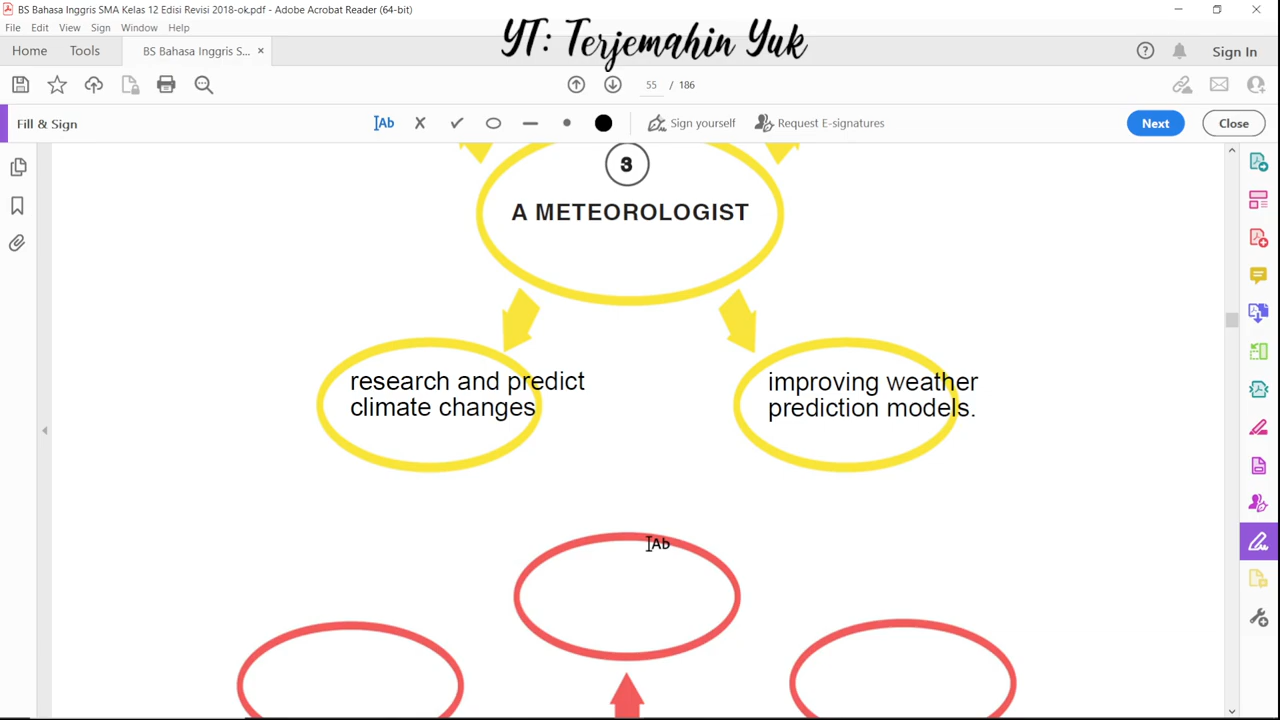 BS Bahasa Inggris SMA Kelas 12 Edisi Revisi 2018-ok.pdf - Adobe Acrobat Reader (64-bit)
File Edit View Sign Window Help
YT: Terjemahin Yuk
Home Tools BS Bahasa Inggris S... × Sign In
55 / 186
Fill & Sign Ab Sign yourself Request E-signatures Next Close
3
A METEOROLOGIST
research and predict
climate changes
improving weather
prediction models.
Ab